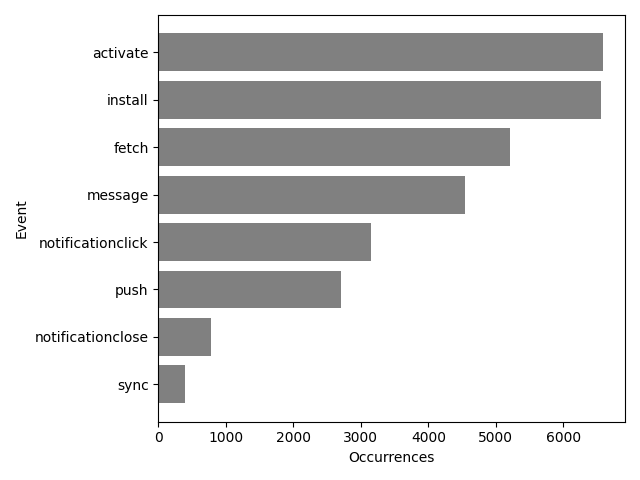 activate
install
fetch
message
notificationclick
push
notificationclose
sync
Event
0 1000 2000 3000 4000 5000 6000
Occurrences